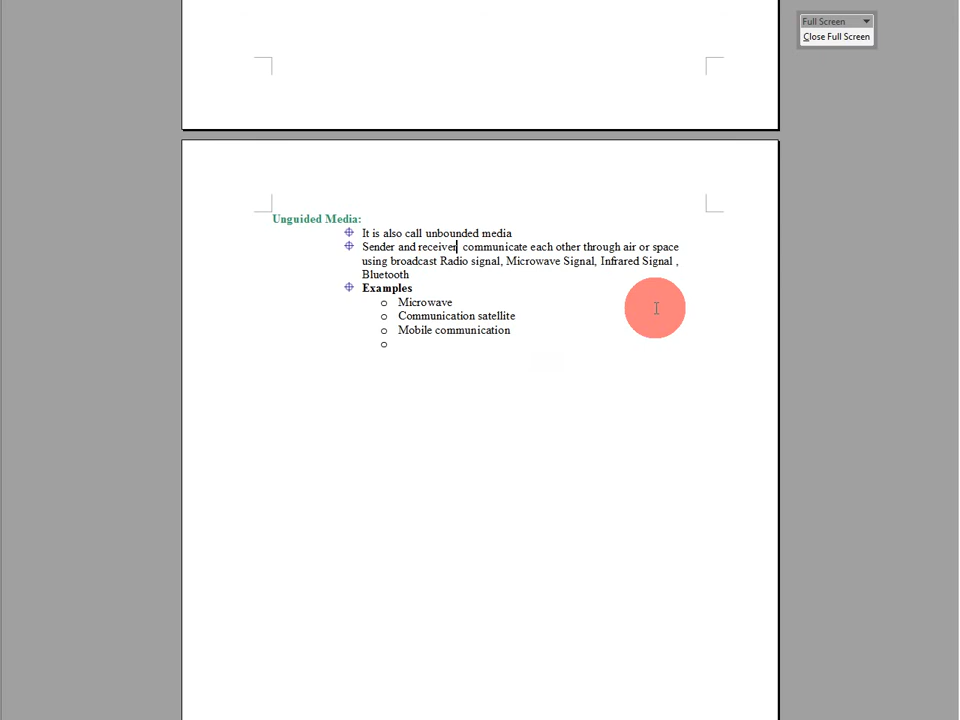 Full Screen
Close Full Screen
Unguided Media:
It is also call unbounded media
Sender and receiver communicate each other through air or space
using broadcast Radio signal, Microwave Signal, Infrared Signal ,
Bluetooth
Examples
Microwave
Communication satellite
Mobile communication